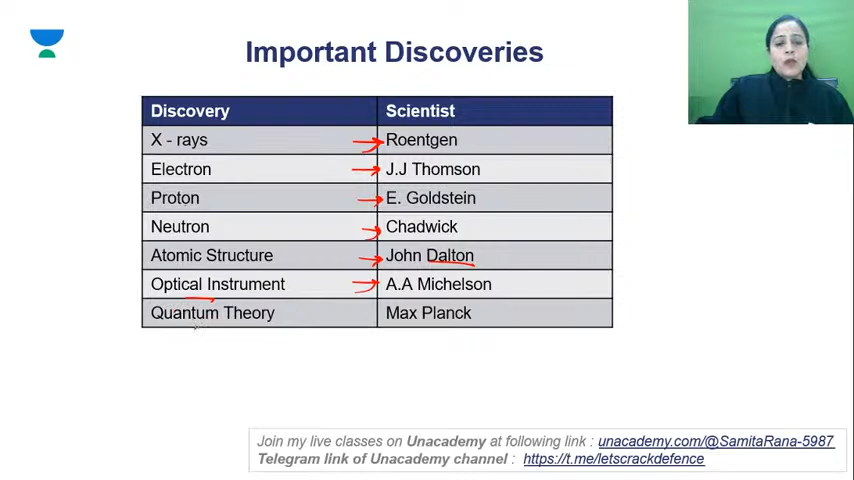 Important Discoveries
Discovery Scientist
X - rays Roentgen
Electron J.J Thomson
Proton E. Goldstein
Neutron Chadwick
Atomic Structure John Dalton
Optical Instrument A.A Michelson
Quantum Theory Max Planck
Join my live classes on Unacademy at following link : unacademy.com/@SamitaRana-5987
Telegram link of Unacademy channel : https://t.me/letscrackdefence